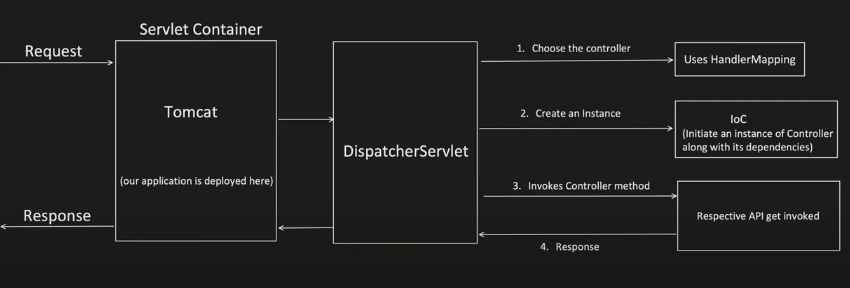 Servlet Container
Request
1. Choose the controller
Uses HandlerMapping
Tomcat
2. Create an Instance
IoC
(Initiate an instance of Controller
along with its dependencies)
DispatcherServlet
(our application is deployed here)
3. Invokes Controller method
Response
Respective API get invoked
4. Response